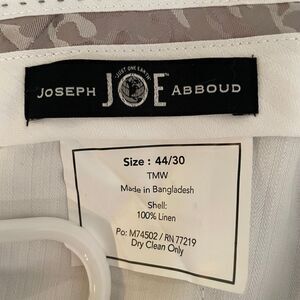 JUST ONE EARTH
JOSEPH JOE ABBOUD
Size : 44/30
TMW
Made in Bangladesh
Shell:
100% Linen
Po: M74502 / RN 77219
Dry Clean Only